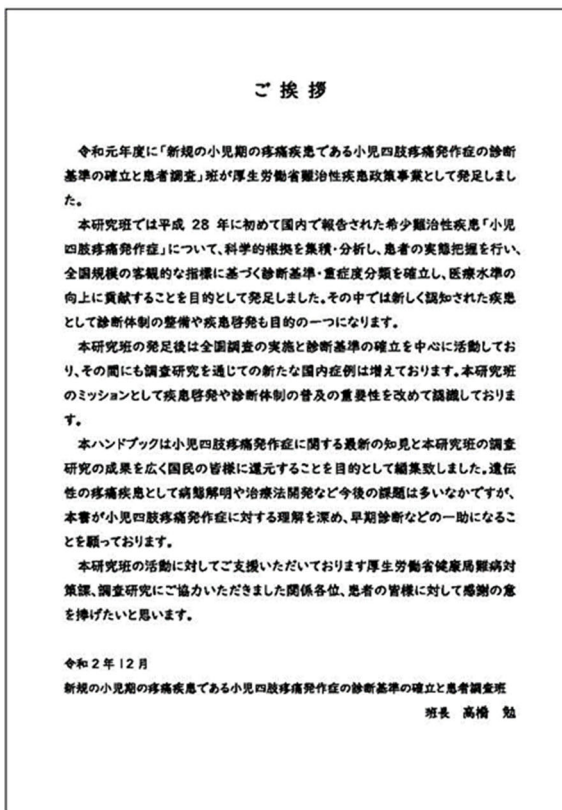 ご 挨 拶
令和元年度に「新規の小児期の疼痛疾患である小児四肢疼痛発作症の診断
基準の確立と患者調査」班が厚生労働省難治性疾患政策事業として発足しまし
た。
本研究班では平成 28 年に初めて国内で報告された希少難治性疾患「小児
四肢疼痛発作症」について、科学的根拠を集積・分析し、患者の実態把握を行い、
全国規模の客観的な指標に基づく診断基準・重症度分類を確立し、医療水準の
向上に貢献することを目的として発足しました。その中では新しく認知された疾患
として診断体制の整備や疾患啓発も目的の一つになります。
本研究班の発足後は全国調査の実施と診断基準の確立を中心に活動してお
り、その間にも調査研究を通じての新たな国内症例は増えております。本研究班
のミッションとして疾患啓発や診断体制の普及の重要性を改めて認識しておりま
す。
本ハンドブックは小児四肢疼痛発作症に関する最新の知見と本研究班の調査
研究の成果を広く国民の皆様に還元することを目的として編集致しました。遺伝
性の疼痛疾患として病態解明や治療法開発など今後の課題は多いなかですが、
本書が小児四肢疼痛発作症に対する理解を深め、早期診断などの一助になるこ
とを願っております。
本研究班の活動に対してご支援いただいております厚生労働省健康局難病対
策課、調査研究にご協力いただきました関係各位、患者の皆様に対して感謝の意
を捧げたいと思います。
令和2年12月
新規の小児期の疼痛疾患である小児四肢疼痛発作症の診断基準の確立と患者調査班
班長 高橋 勉